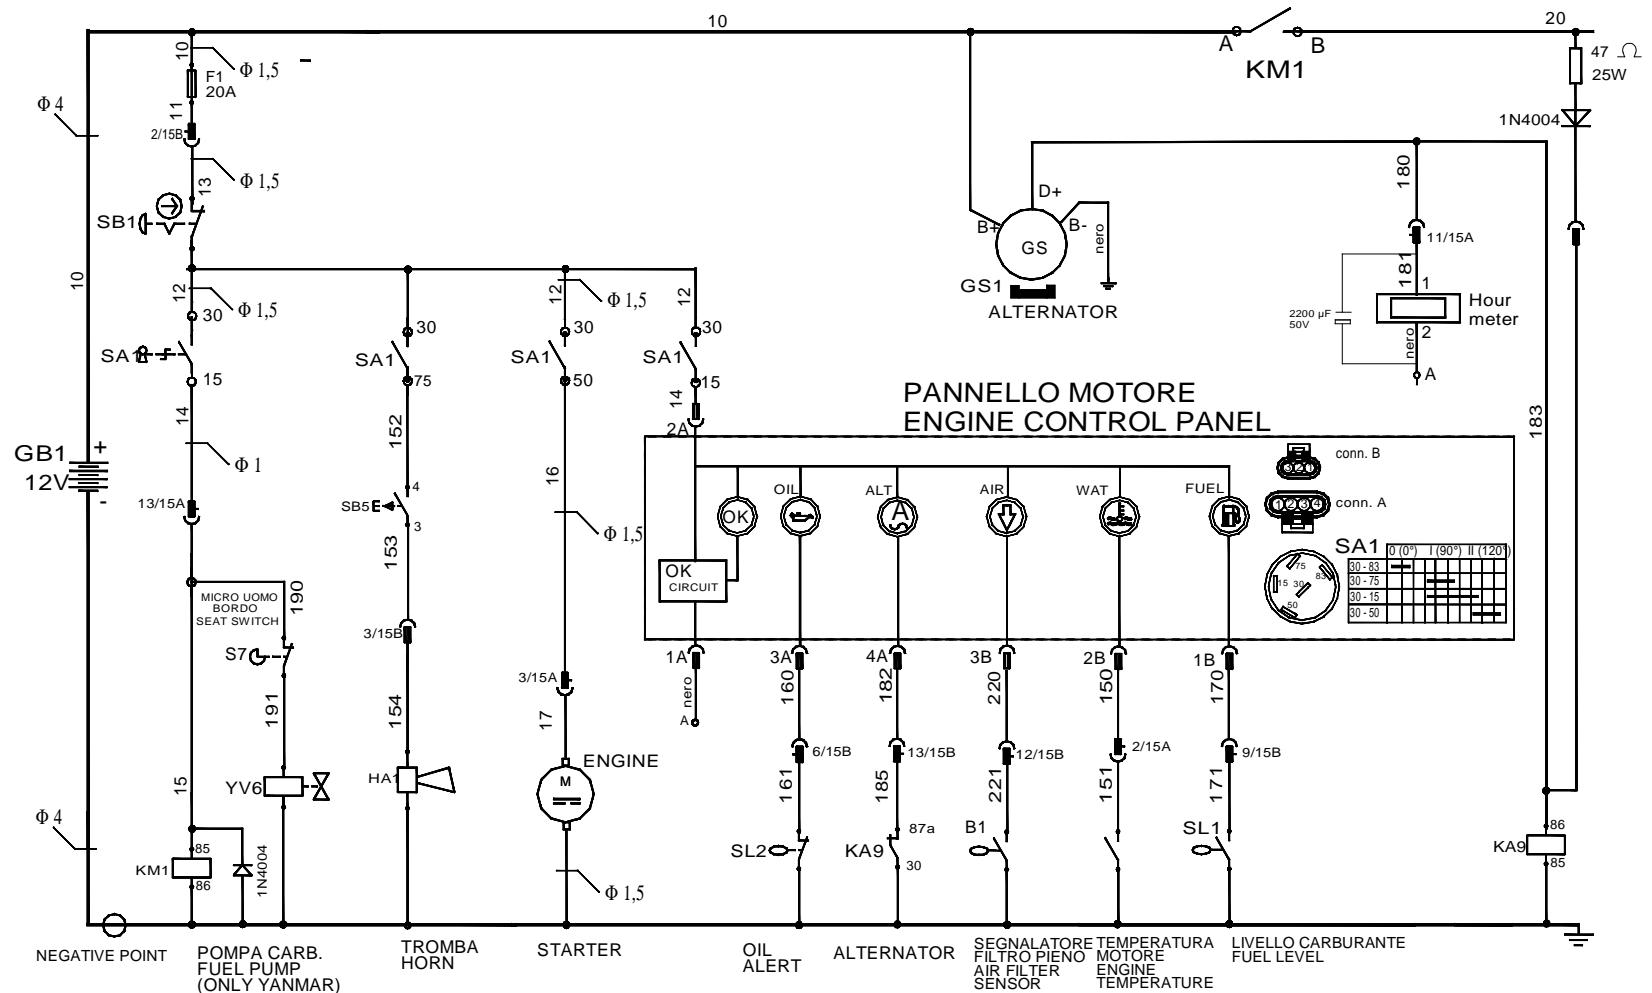 10
20
A
B
KM1
47 Ω
25W
1N4004
10
Φ 1,5
F1
20A
11
2/15B
Φ 4
Φ 1,5
13
SB1
10
12
Φ 1,5
30
SA1
15
14
Φ 1
GB1
12V
+
-
13/15A
MICRO UOMO
BORDO
SEAT SWITCH
190
S7
191
YV6
15
Φ 4
85
KM1
86
1N4004
30
SA1
75
152
4
SB5
3
153
3/15B
154
HA1
12
Φ 1,5
30
SA1
50
16
Φ 1,5
3/15A
17
ENGINE
M
Φ 1,5
12
30
SA1
15
14
2A
D+
B+
B-
GS
nero
GS1
ALTERNATOR
180
11/15A
181
1
Hour
meter
2
2200 µF
50V
nero
A
183
PANNELLO MOTORE
ENGINE CONTROL PANEL
OK
OIL
ALT
A
AIR
WAT
FUEL
OK
CIRCUIT
conn. B
3 2 1
conn. A
1 2 3 4
SA1
0 (0°) I (90°) II (120°)
30 - 83
30 - 75
30 - 15
30 - 50
75
15
30
83
50
1A
nero
A
3A
160
6/15B
161
SL2
4A
182
13/15B
185
87a
KA9
30
3B
220
12/15B
221
B1
2B
150
2/15A
151
1B
170
9/15B
171
SL1
86
KA9
85
NEGATIVE POINT
POMPA CARB.
FUEL PUMP
(ONLY YANMAR)
TROMBA
HORN
STARTER
OIL
ALERT
ALTERNATOR
SEGNALATORE
FILTRO PIENO
AIR FILTER
SENSOR
TEMPERATURA
MOTORE
ENGINE
TEMPERATURE
LIVELLO CARBURANTE
FUEL LEVEL